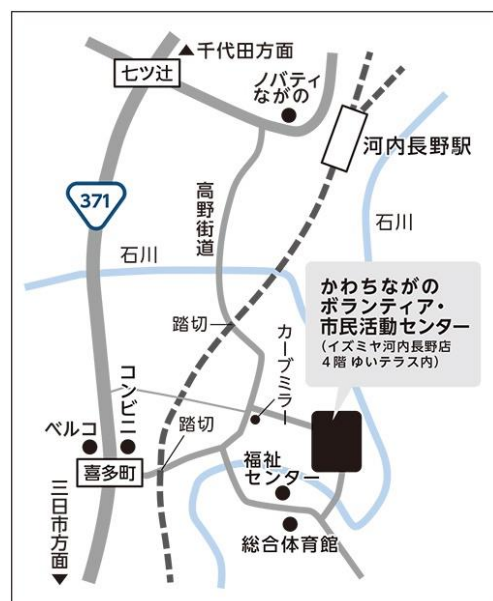 ▲千代田方面
七ツ辻
ノバティ
ながの
河内長野駅
371
高野街道
石川
石川
かわちながの
ボランティア・
市民活動センター
(イズミヤ河内長野店
4階 ゆいテラス内)
踏切
カーブミラー
コンビニ
ベルコ
踏切
喜多町
福祉
センター
三日市方面▼
総合体育館